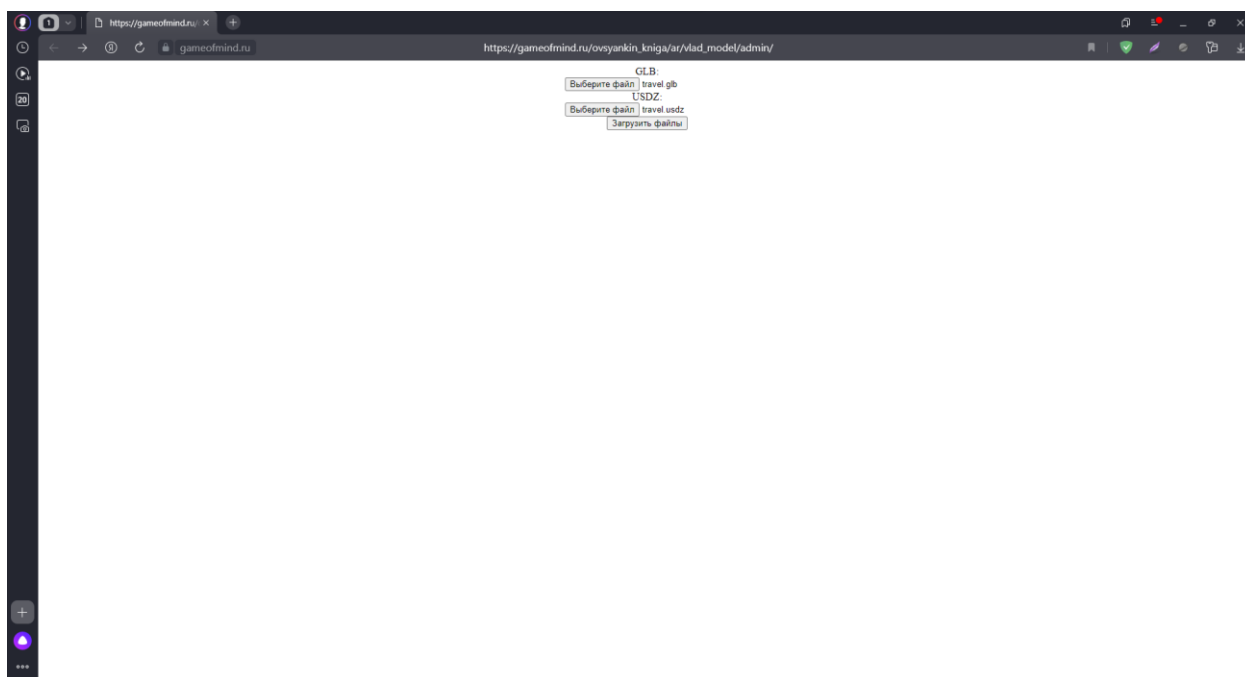 1
https://gameofmind.ru/
gameofmind.ru
https://gameofmind.ru/ovsyankin_kniga/ar/vlad_model/admin/
20
GLB:
Выберите файл travel.glb
USDZ:
Выберите файл travel.usdz
Загрузить файлы